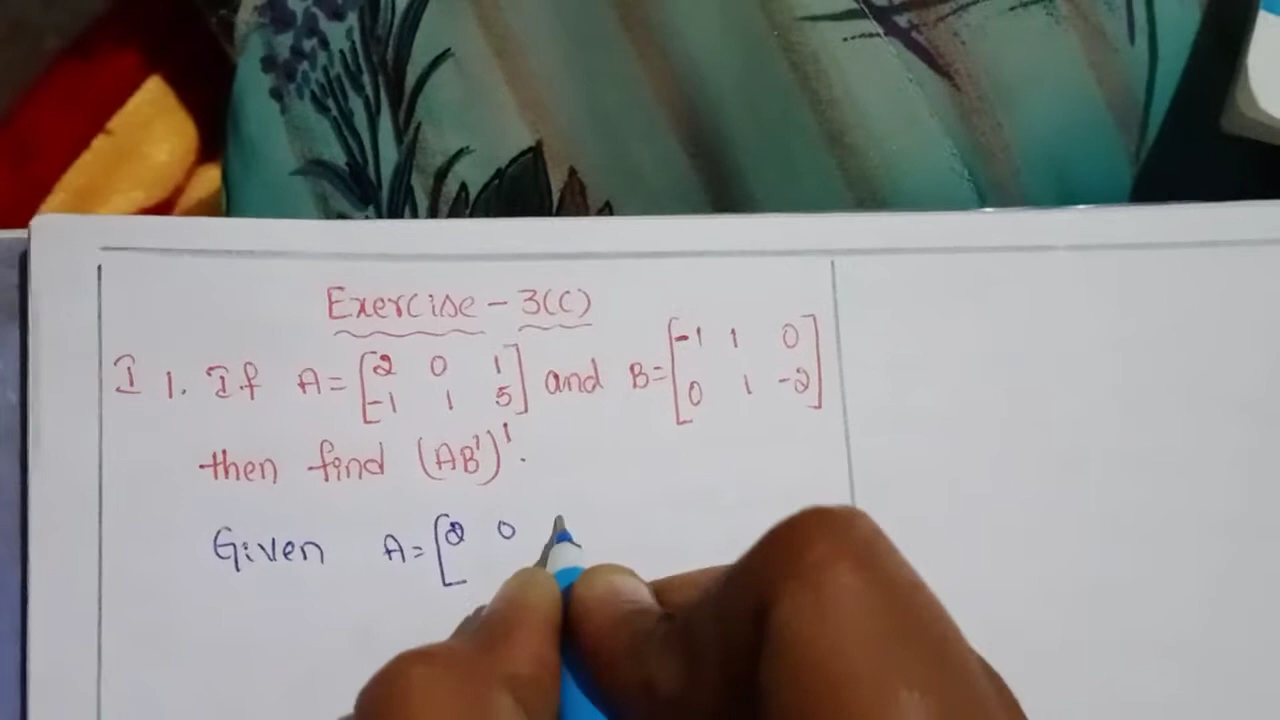 Exercise - 3(C)
I 1. If A = [2 0 1
-1 1 5] and B = [-1 1 0
0 1 -2]
then find (AB')'.
Given A = [2 0